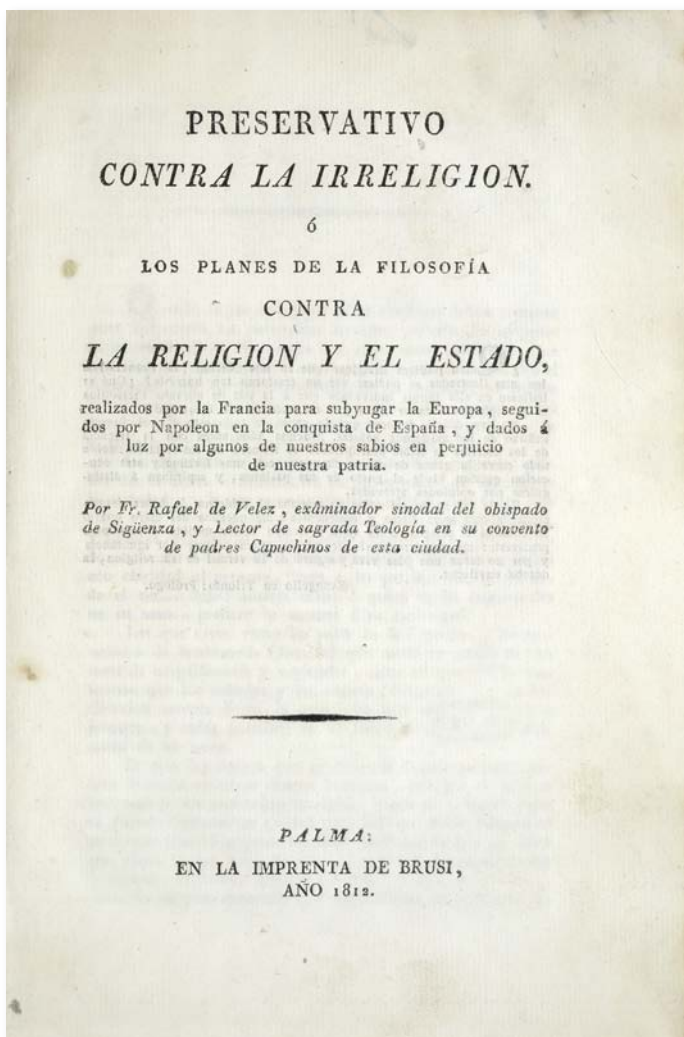 PRESERVATIVO
CONTRA LA IRRELIGION.
ó
LOS PLANES DE LA FILOSOFÍA
CONTRA
LA RELIGION Y EL ESTADO,
realizados por la Francia para subyugar la Europa, segui-
dos por Napoleon en la conquista de España, y dados á
luz por algunos de nuestros sabios en perjuicio
de nuestra patria.
Por Fr. Rafael de Velez, exâminador sinodal del obispado
de Sigüenza, y Lector de sagrada Teología en su convento
de padres Capuchinos de esta ciudad.
PALMA:
EN LA IMPRENTA DE BRUSI,
AÑO 1812.